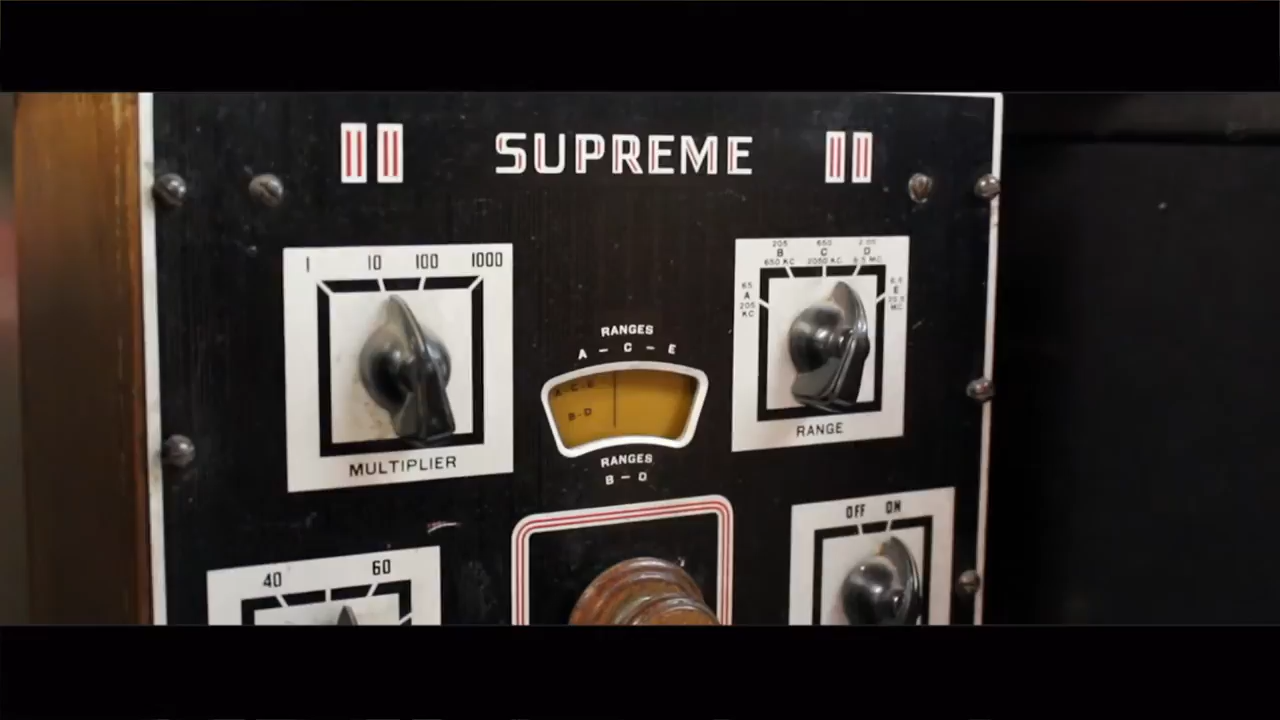 SUPREME
1 10 100 1000
MULTIPLIER
RANGES
A - C - E
A-C-E
B-D
RANGES
B - D
65
A
205
KC
205
B
650 KC
650
C
2050 KC
2.05
D
6.5 MC
6.5
E
20.5
MC
RANGE
40 60
OFF ON